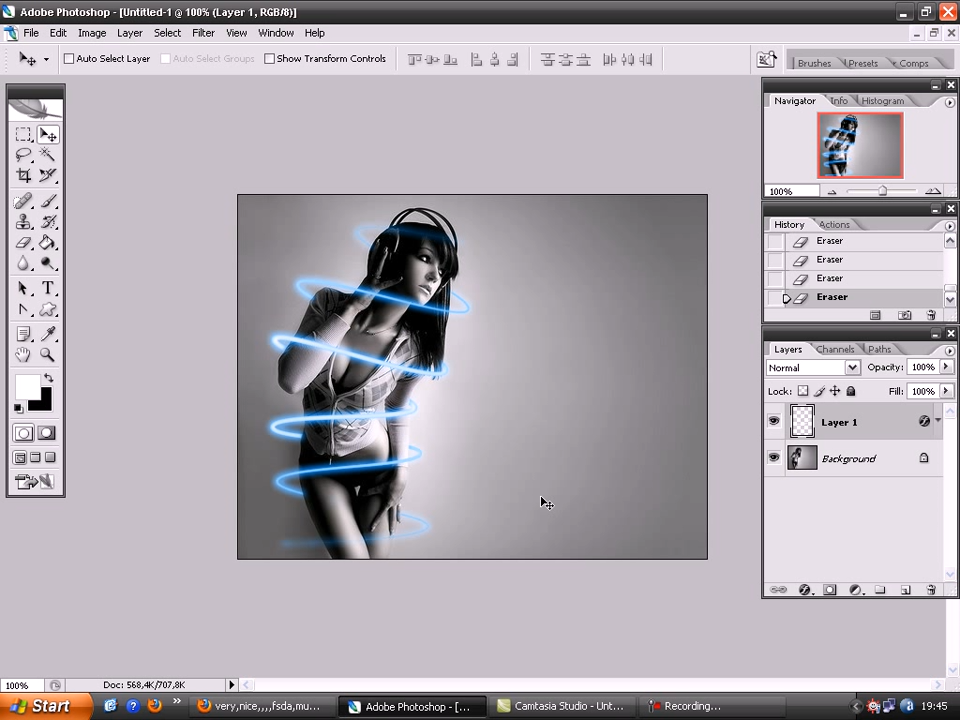 Adobe Photoshop - [Untitled-1 @ 100% (Layer 1, RGB/8)]
File Edit Image Layer Select Filter View Window Help
Auto Select Layer Auto Select Groups Show Transform Controls
Brushes Presets Comps
Navigator Info Histogram
100%
History Actions
Eraser
Eraser
Eraser
Eraser
Layers Channels Paths
Normal Opacity: 100%
Lock: Fill: 100%
Layer 1
Background
100% Doc: 568,4K/707,8K
Start very,nice,,,,fsda,mu... Adobe Photoshop - [... Camtasia Studio - Unt... Recording... 19:45